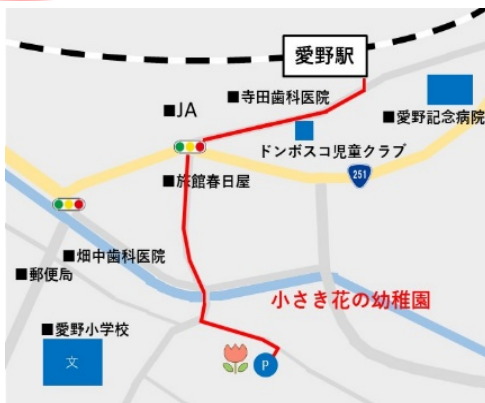 愛野駅
■寺田歯科医院
■JA
■愛野記念病院
ドンボスコ児童クラブ
251
■旅館春日屋
■畑中歯科医院
■郵便局
小さき花の幼稚園
■愛野小学校
文
P